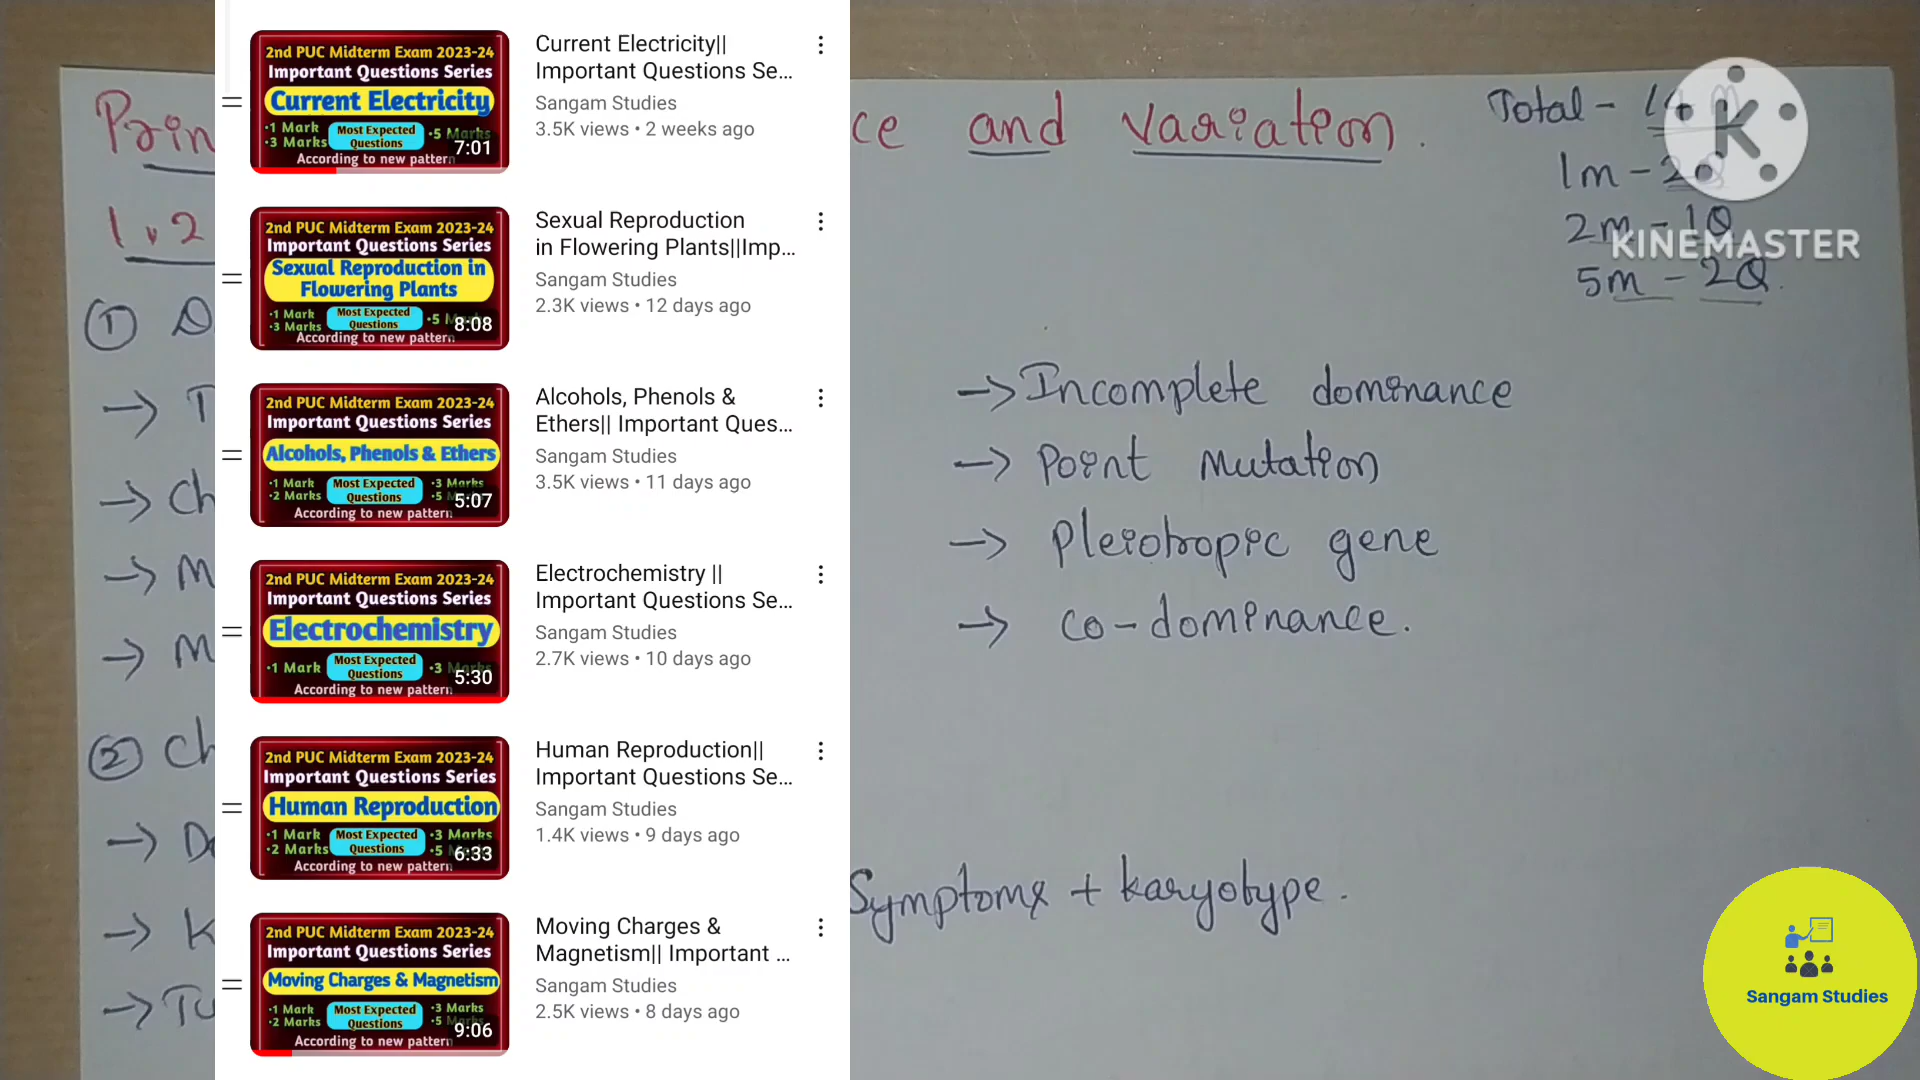 2nd PUC Midterm Exam 2023-24
Important Questions Series
Current Electricity
•1 Mark
•3 Marks
Most Expected
Questions
•5 Marks
7:01
According to new pattern
Current Electricity||
Important Questions Se...
Sangam Studies
3.5K views • 2 weeks ago
2nd PUC Midterm Exam 2023-24
Important Questions Series
Sexual Reproduction in
Flowering Plants
•1 Mark
•3 Marks
Most Expected
Questions
•5
8:08
According to new pattern
Sexual Reproduction
in Flowering Plants||Imp...
Sangam Studies
2.3K views • 12 days ago
2nd PUC Midterm Exam 2023-24
Important Questions Series
Alcohols, Phenols & Ethers
•1 Mark
•2 Marks
Most Expected
Questions
•3 Marks
•5
5:07
According to new pattern
Alcohols, Phenols &
Ethers|| Important Ques...
Sangam Studies
3.5K views • 11 days ago
2nd PUC Midterm Exam 2023-24
Important Questions Series
Electrochemistry
•1 Mark
Most Expected
Questions
•3 Marks
5:30
According to new pattern
Electrochemistry ||
Important Questions Se...
Sangam Studies
2.7K views • 10 days ago
2nd PUC Midterm Exam 2023-24
Important Questions Series
Human Reproduction
•1 Mark
•2 Marks
Most Expected
Questions
•3 Marks
•5
6:33
According to new pattern
Human Reproduction||
Important Questions Se...
Sangam Studies
1.4K views • 9 days ago
2nd PUC Midterm Exam 2023-24
Important Questions Series
Moving Charges & Magnetism
•1 Mark
•2 Marks
Most Expected
Questions
•3 Marks
•5
9:06
According to new pattern
Moving Charges &
Magnetism|| Important ...
Sangam Studies
2.5K views • 8 days ago
and variation.
Total -
1m - 2Q
2m - 1Q
5m - 2Q.
K
KINEMASTER
1, 2
①
②
→ Incomplete dominance
→ Point Mutation
→ Pleiotropic gene
→ co-dominance.
Symptoms + karyotype.
Sangam Studies